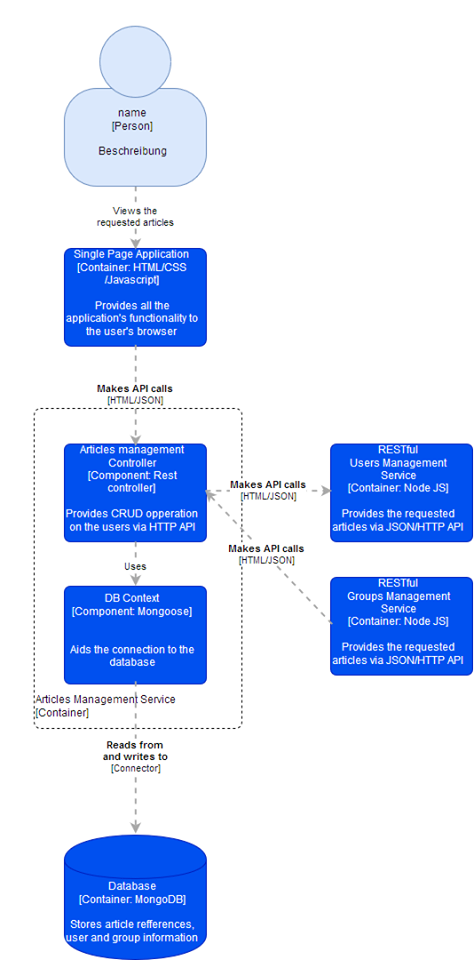 name
[Person]
Beschreibung
Views the
requested articles
Single Page Application
[Container: HTML/CSS
/Javascript]
Provides all the
application's functionality to
the user's browser
Makes API calls
[HTML/JSON]
Articles management
Controller
[Component: Rest
controller]
Provides CRUD opperation
on the users via HTTP API
Makes API calls
[HTML/JSON]
RESTful
Users Management
Service
[Container: Node JS]
Provides the requested
articles via JSON/HTTP API
Makes API calls
[HTML/JSON]
RESTful
Groups Management
Service
[Container: Node JS]
Provides the requested
articles via JSON/HTTP API
Uses
DB Context
[Component: Mongoose]
Aids the connection to the
database
Articles Management Service
[Container]
Reads from
and writes to
[Connector]
Database
[Container: MongoDB]
Stores article refferences,
user and group information